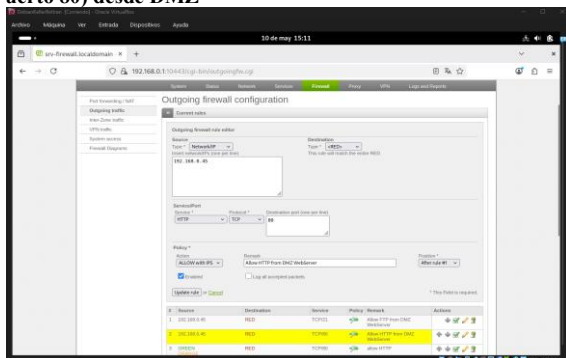 acrto 80) desde DMZ
Archivo Máquina Ver Entrada Dispositivos Ayuda
10 de may 15:11
srv-firewall.localdomain × +
192.168.0.1:10443/cgi-bin/outgoingfw.cgi
System Status Network Services Firewall Proxy VPN Logs and Reports
Port forwarding / NAT
Outgoing traffic
Inter-Zone traffic
VPN traffic
System access
Firewall Diagrams
Outgoing firewall configuration
Current rules
Outgoing firewall rule editor
Source Destination
Type * Network/IP Type * <RED>
Insert network/IPs (one per line) This rule will match the entire RED
192.168.0.45
Service/Port
Service * Protocol * Destination port (one per line)
HTTP TCP 80
Policy *
Action Remark Position *
ALLOW with IPS Allow HTTP from DMZ WebServer After rule #1
Enabled Log all accepted packets
Update rule or Cancel * This Field is required.
# Source Destination Service Policy Remark Actions
1 192.168.0.45 RED TCP/21 Allow FTP from DMZ WebServer
2 192.168.0.45 RED TCP/80 Allow HTTP from DMZ WebServer
3 GREEN RED TCP/80 allow HTTP